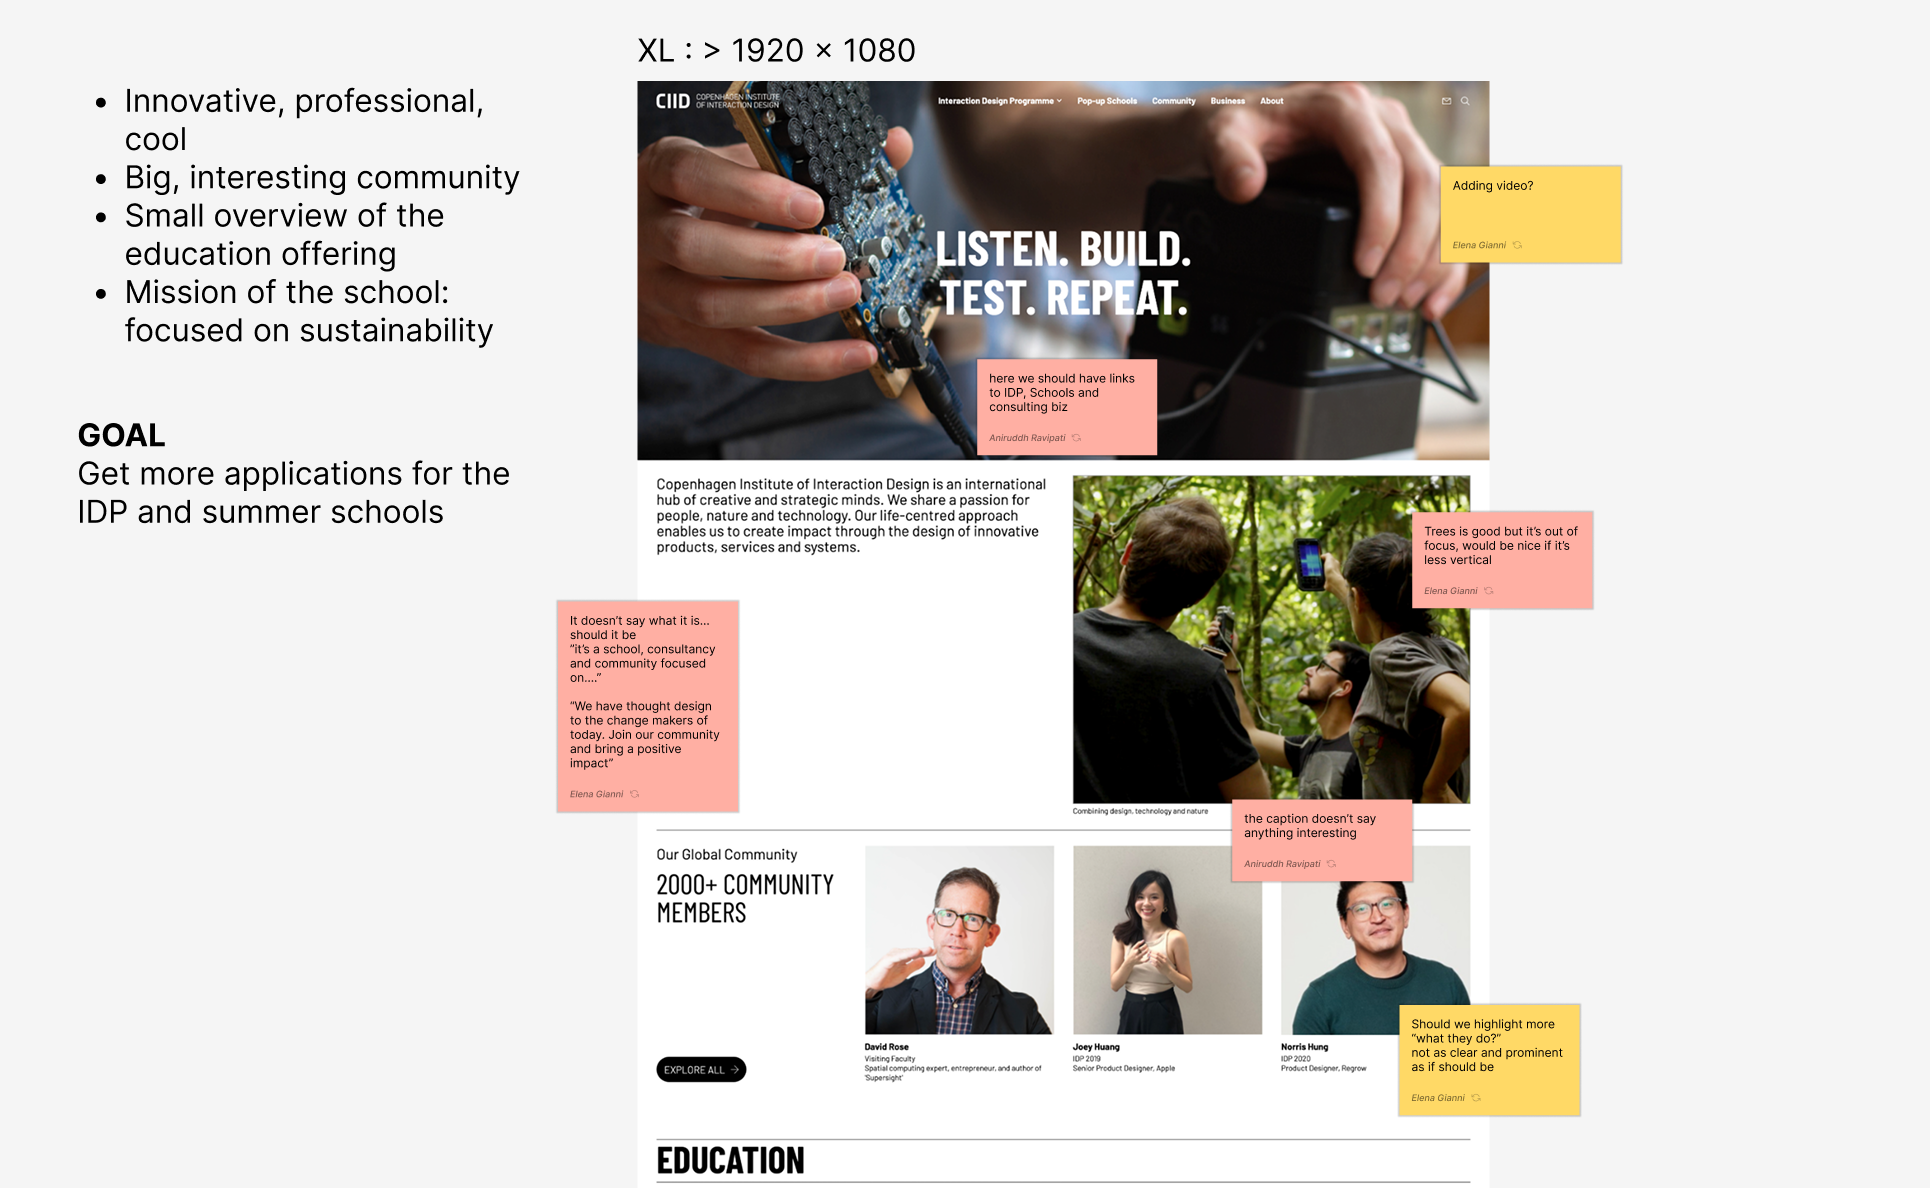 XL : > 1920 × 1080
• Innovative, professional,
cool
• Big, interesting community
• Small overview of the
education offering
• Mission of the school:
focused on sustainability
GOAL
Get more applications for the
IDP and summer schools
CIID COPENHAGEN INSTITUTE
OF INTERACTION DESIGN
Interaction Design Programme
Pop-up Schools
Community
Business
About
LISTEN. BUILD.
TEST. REPEAT.
Adding video?
Elena Gianni
here we should have links
to IDP, Schools and
consulting biz
Aniruddh Ravipati
Copenhagen Institute of Interaction Design is an international
hub of creative and strategic minds. We share a passion for
people, nature and technology. Our life-centred approach
enables us to create impact through the design of innovative
products, services and systems.
Trees is good but it's out of
focus, would be nice if it's
less vertical
Elena Gianni
It doesn't say what it is...
should it be
"it's a school, consultancy
and community focused
on...."
"We have thought design
to the change makers of
today. Join our community
and bring a positive
impact"
Elena Gianni
Combining design, technology and nature
the caption doesn't say
anything interesting
Aniruddh Ravipati
Our Global Community
2000+ COMMUNITY
MEMBERS
EXPLORE ALL →
David Rose
Visiting Faculty
Spatial computing expert, entrepreneur, and author of
'Supersight'
Joey Huang
IDP 2019
Senior Product Designer, Apple
Norris Hung
IDP 2020
Product Designer, Regrow
Should we highlight more
"what they do?"
not as clear and prominent
as if should be
Elena Gianni
EDUCATION